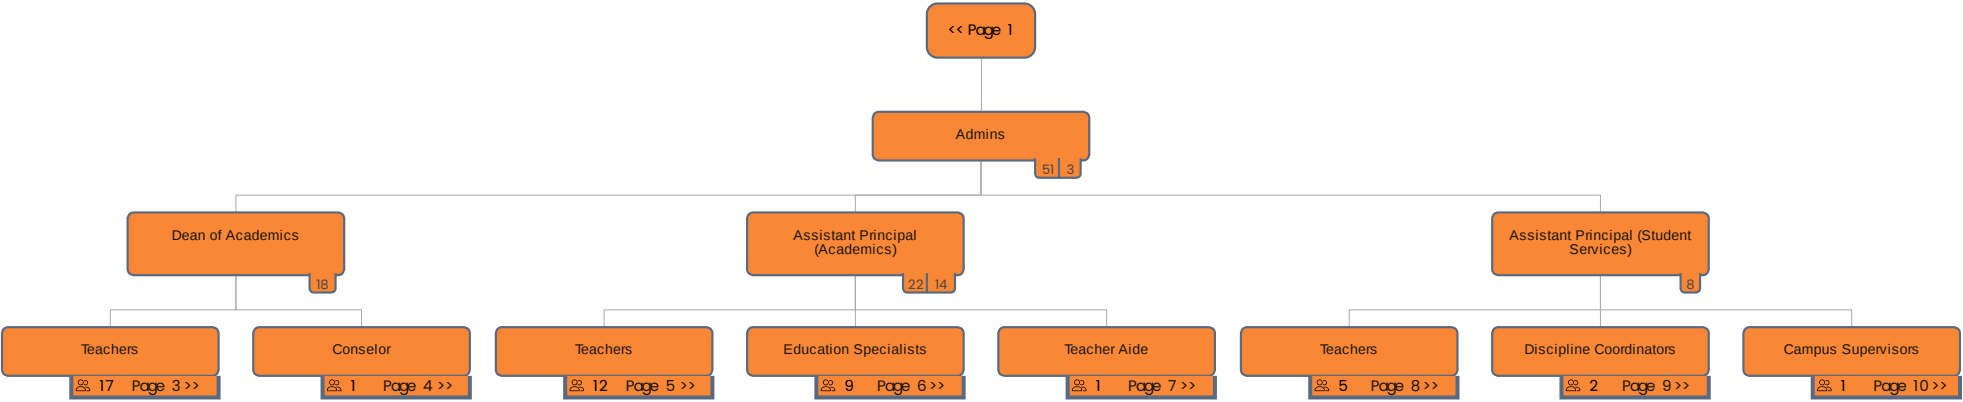 << Page 1
Admins
51 3
Dean of Academics
18
Assistant Principal
(Academics)
22 14
Assistant Principal (Student
Services)
8
Teachers
17 Page 3 >>
Conselor
1 Page 4 >>
Teachers
12 Page 5 >>
Education Specialists
9 Page 6 >>
Teacher Aide
1 Page 7 >>
Teachers
5 Page 8 >>
Discipline Coordinators
2 Page 9 >>
Campus Supervisors
1 Page 10 >>